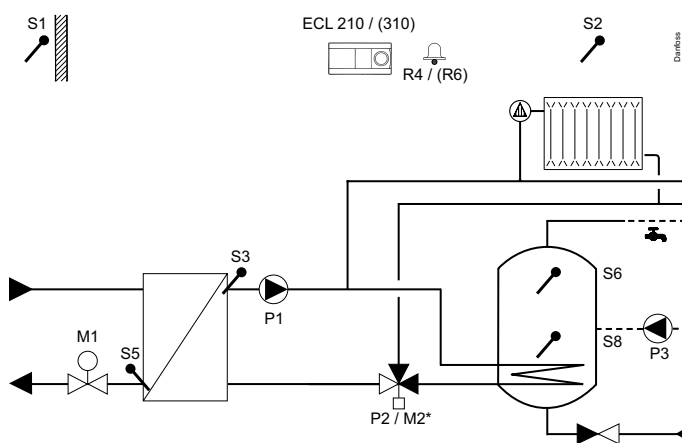 S1
ECL 210 / (310)
S2
Danfoss
R4 / (R6)
S3
S6
P1
M1
S5
S8
P3
P2 / M2*